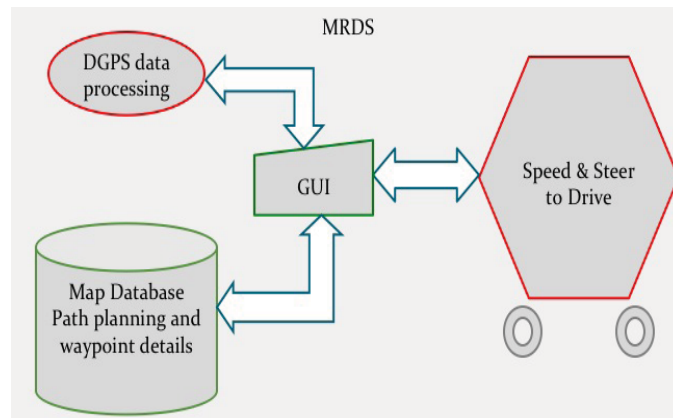 MRDS
DGPS data
processing
GUI
Speed & Steer
to Drive
Map Database
Path planning and
waypoint details